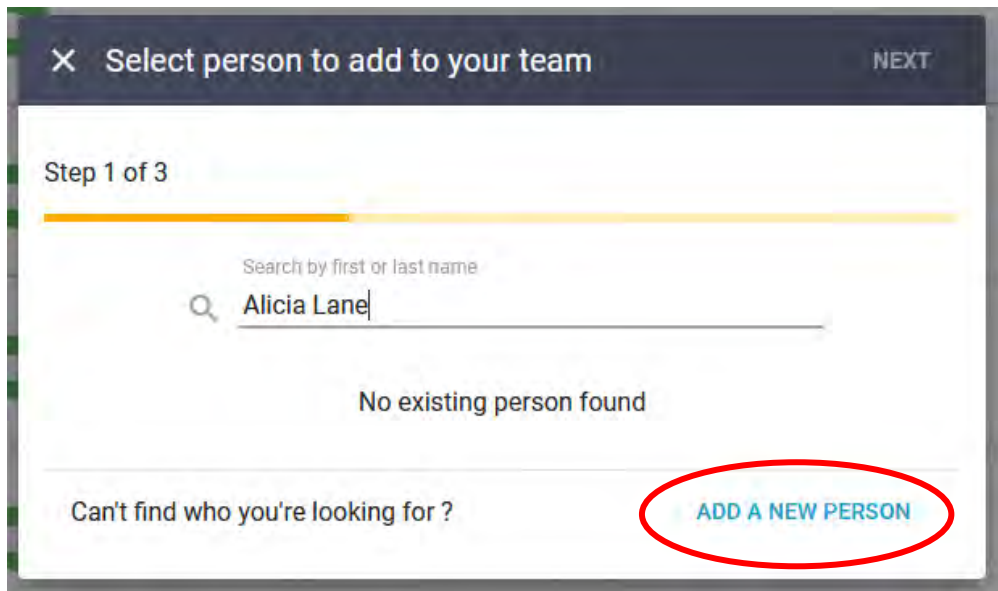 × Select person to add to your team NEXT
Step 1 of 3
Search by first or last name
Alicia Lane
No existing person found
Can't find who you're looking for ? ADD A NEW PERSON